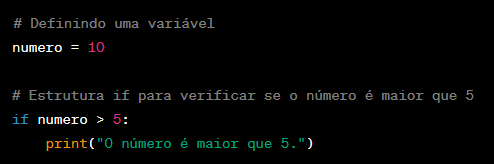 # Definindo uma variável
numero = 10
# Estrutura if para verificar se o número é maior que 5
if numero > 5:
    print("O número é maior que 5.")